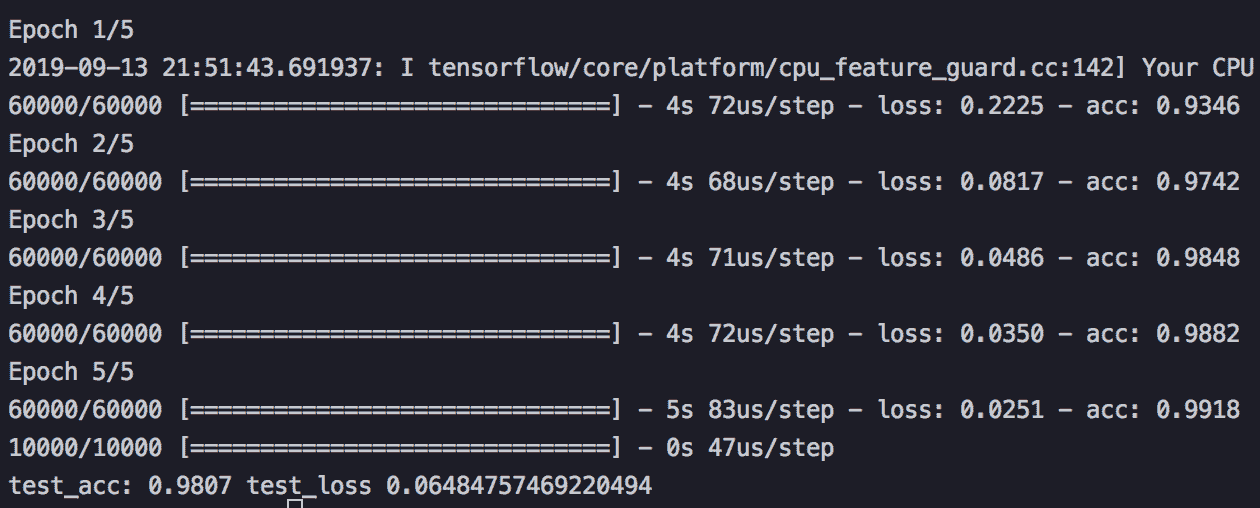 Epoch 1/5
2019-09-13 21:51:43.691937: I tensorflow/core/platform/cpu_feature_guard.cc:142] Your CPU
60000/60000 [==============================] - 4s 72us/step - loss: 0.2225 - acc: 0.9346
Epoch 2/5
60000/60000 [==============================] - 4s 68us/step - loss: 0.0817 - acc: 0.9742
Epoch 3/5
60000/60000 [==============================] - 4s 71us/step - loss: 0.0486 - acc: 0.9848
Epoch 4/5
60000/60000 [==============================] - 4s 72us/step - loss: 0.0350 - acc: 0.9882
Epoch 5/5
60000/60000 [==============================] - 5s 83us/step - loss: 0.0251 - acc: 0.9918
10000/10000 [==============================] - 0s 47us/step
test_acc: 0.9807 test_loss 0.06484757469220494